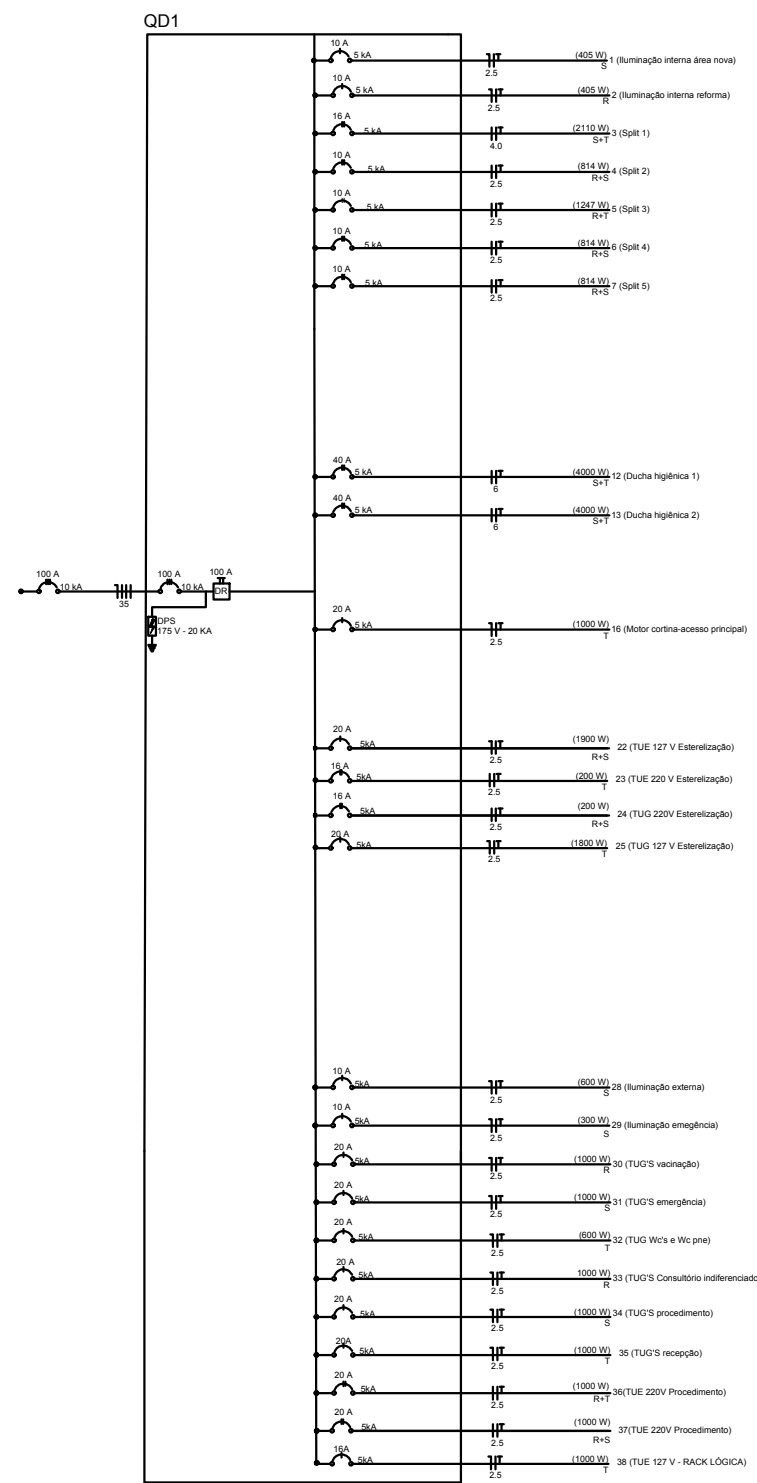 QD1
10 A
5 kA
2.5
(405 W)
S
1 (Iluminação interna área nova)
10 A
5 kA
2.5
(405 W)
R
2 (Iluminação interna reforma)
16 A
5 kA
4.0
(2110 W)
S+T
3 (Split 1)
10 A
5 kA
2.5
(814 W)
R+S
4 (Split 2)
10 A
5 kA
2.5
(1247 W)
R+T
5 (Split 3)
10 A
5 kA
2.5
(814 W)
R+S
6 (Split 4)
10 A
5 kA
2.5
(814 W)
R+S
7 (Split 5)
40 A
5 kA
6
(4000 W)
S+T
12 (Ducha higiênica 1)
40 A
5 kA
6
(4000 W)
S+T
13 (Ducha higiênica 2)
100 A
10 kA
35
100 A
10 kA
100 A
DR
DPS
175 V - 20 KA
20 A
5 kA
2.5
(1000 W)
T
16 (Motor cortina-acesso principal)
20 A
5kA
2.5
(1900 W)
R+S
22 (TUE 127 V Esterelização)
16 A
5kA
2.5
(200 W)
T
23 (TUE 220 V Esterelização)
16 A
5kA
2.5
(200 W)
R+S
24 (TUG 220V Esterelização)
20 A
5kA
2.5
(1800 W)
T
25 (TUG 127 V Esterelização)
10 A
5kA
2.5
(600 W)
S
28 (Iluminação externa)
10 A
5kA
2.5
(300 W)
S
29 (Iluminação emegência)
20 A
5kA
2.5
(1000 W)
R
30 (TUG'S vacinação)
20 A
5kA
2.5
(1000 W)
S
31 (TUG'S emergência)
20 A
5kA
2.5
(600 W)
T
32 (TUG Wc's e Wc pne)
20 A
5kA
2.5
1000 W)
R
33 (TUG'S Consultório indiferenciado
20 A
5kA
2.5
(1000 W)
S
34 (TUG'S procedimento)
20A
5kA
2.5
(1000 W)
T
35 (TUG'S recepção)
20 A
5kA
2.5
(1000 W)
R+T
36(TUE 220V Procedimento)
20 A
5kA
2.5
(1000 W)
R+S
37(TUE 220V Procedimento)
16A
5kA
2.5
(1000 W)
T
38 (TUE 127 V - RACK LÓGICA)